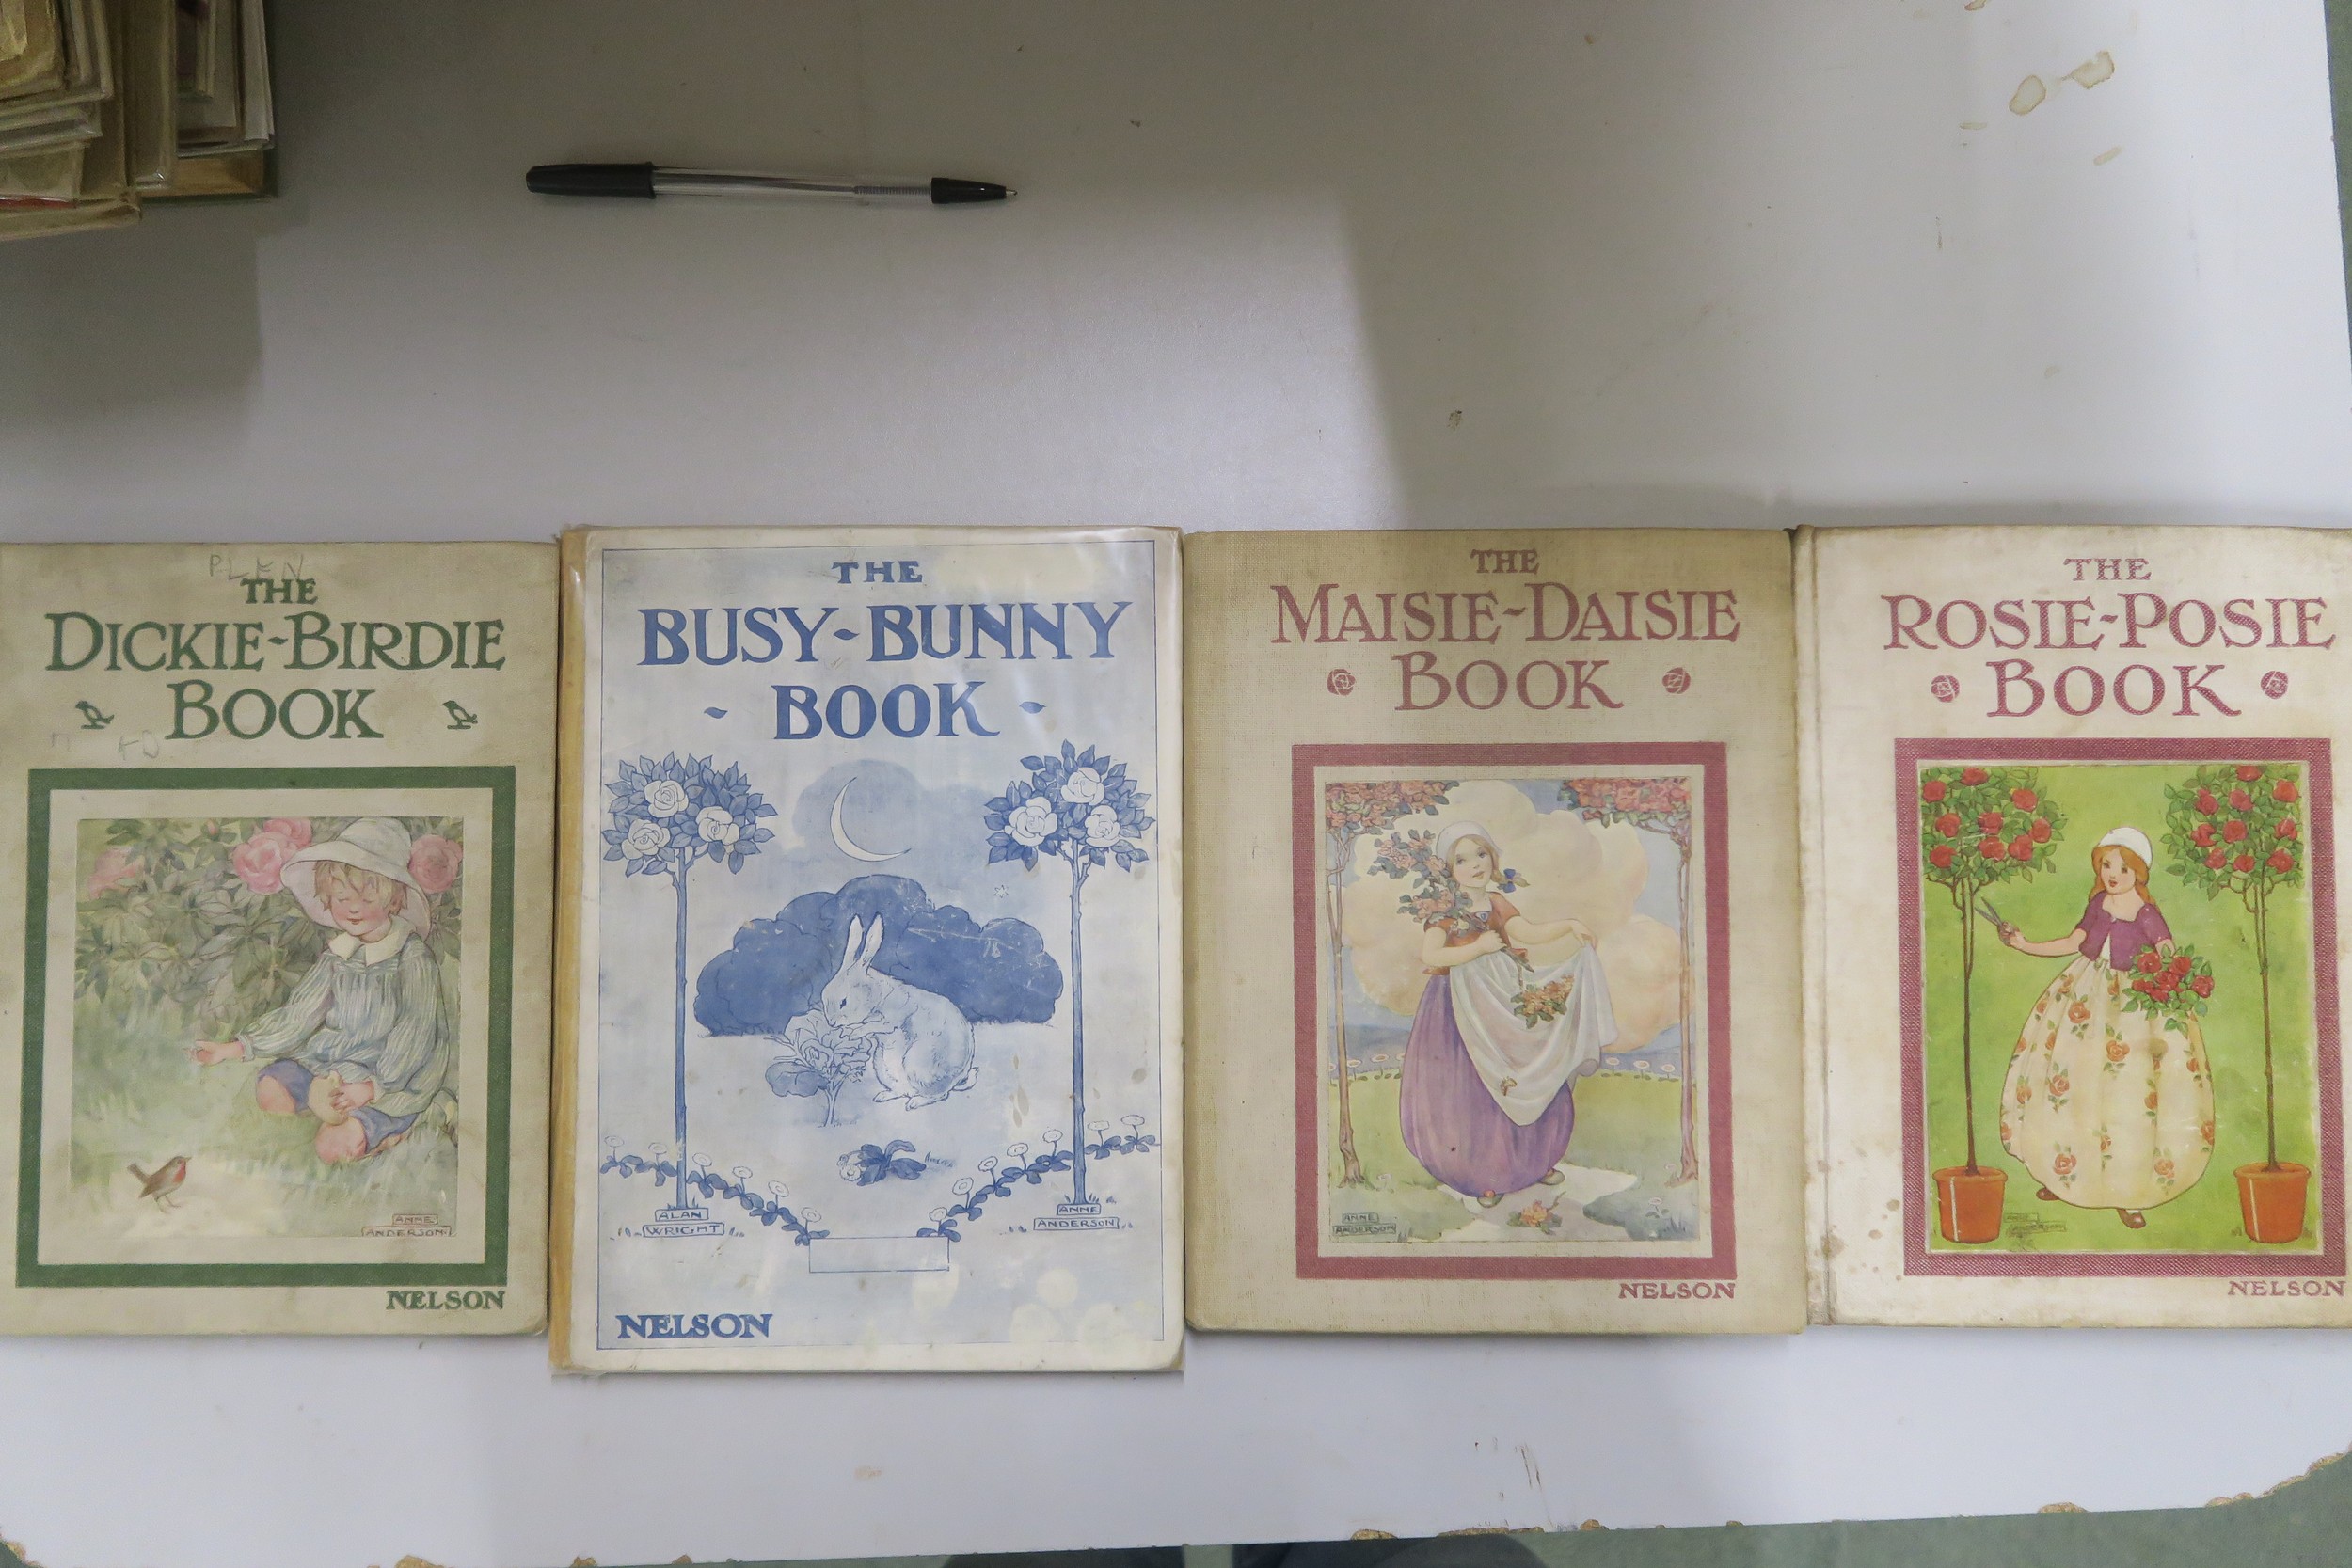 PLEN
THE
DICKIE-BIRDIE
BOOK
ANNE
ANDERSON
NELSON
THE
BUSY-BUNNY
- BOOK -
ALAN
WRIGHT
ANNE
ANDERSON
NELSON
THE
MAISIE-DAISIE
BOOK
ANNE
ANDERSON
NELSON
THE
ROSIE-POSIE
BOOK
NELSON